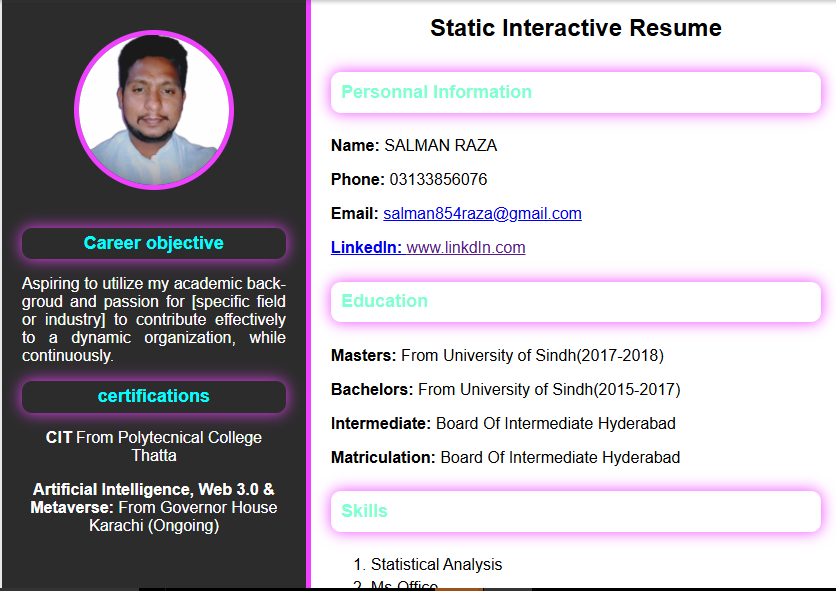 Static Interactive Resume
Career objective
Aspiring to utilize my academic back-
groud and passion for [specific field
or industry] to contribute effectively
to a dynamic organization, while
continuously.
certifications
CIT From Polytecnical College
Thatta
Artificial Intelligence, Web 3.0 &
Metaverse: From Governor House
Karachi (Ongoing)
Personnal Information
Name: SALMAN RAZA
Phone: 03133856076
Email: salman854raza@gmail.com
LinkedIn: www.linkdIn.com
Education
Masters: From University of Sindh(2017-2018)
Bachelors: From University of Sindh(2015-2017)
Intermediate: Board Of Intermediate Hyderabad
Matriculation: Board Of Intermediate Hyderabad
Skills
1. Statistical Analysis
2. Ms Office